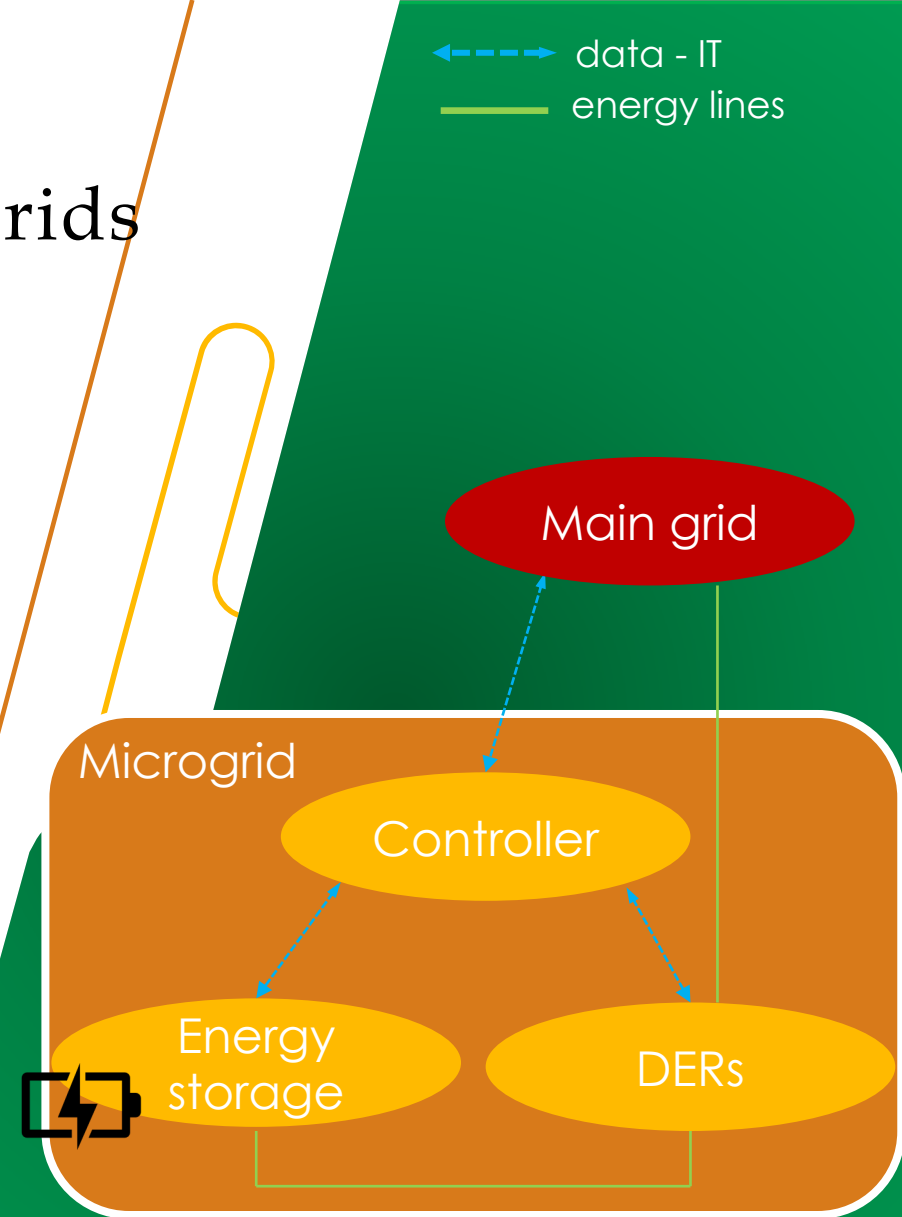 data - IT
energy lines
rids
Main grid
Microgrid
Controller
Energy
storage
DERs